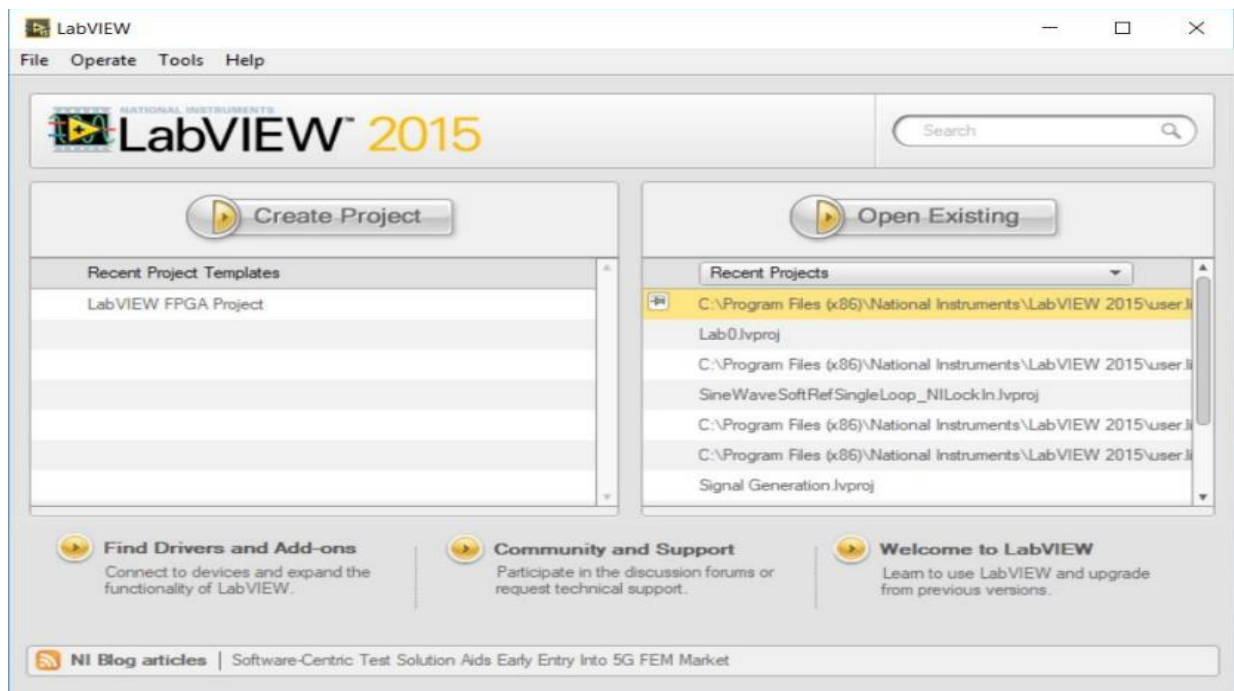 LabVIEW
File Operate Tools Help
NATIONAL INSTRUMENTS
LabVIEW™ 2015
Search
Create Project
Recent Project Templates
LabVIEW FPGA Project
Open Existing
Recent Projects
C:\Program Files (x86)\National Instruments\LabVIEW 2015\user.li
Lab0.lvproj
C:\Program Files (x86)\National Instruments\LabVIEW 2015\user.li
SineWaveSoftRefSingleLoop_NILockIn.lvproj
C:\Program Files (x86)\National Instruments\LabVIEW 2015\user.li
C:\Program Files (x86)\National Instruments\LabVIEW 2015\user.li
Signal Generation.lvproj
Find Drivers and Add-ons
Connect to devices and expand the
functionality of LabVIEW.
Community and Support
Participate in the discussion forums or
request technical support.
Welcome to LabVIEW
Learn to use LabVIEW and upgrade
from previous versions.
NI Blog articles | Software-Centric Test Solution Aids Early Entry Into 5G FEM Market